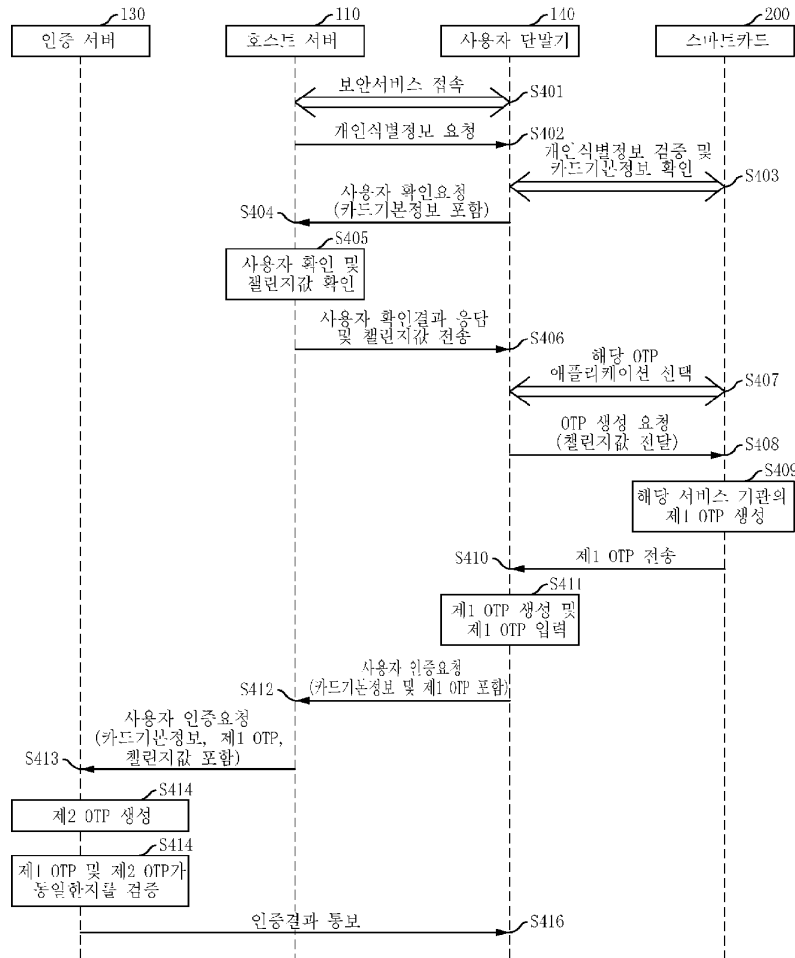 130
110
140
200
인증 서버
호스트 서버
사용자 단말기
스마트카드
보안서비스 접속
S401
개인식별정보 요청
S402
개인식별정보 검증 및
카드기본정보 확인
S403
사용자 확인요청
(카드기본정보 포함)
S404
S405
사용자 확인 및
챌린지값 확인
사용자 확인결과 응답
및 챌린지값 전송
S406
해당 OTP
애플리케이션 선택
S407
OTP 생성 요청
(챌린지값 전달)
S408
S409
해당 서비스 기관의
제1 OTP 생성
S410
제1 OTP 전송
S411
제1 OTP 생성 및
제1 OTP 입력
사용자 인증요청
(카드기본정보 및 제1 OTP 포함)
S412
사용자 인증요청
(카드기본정보, 제1 OTP,
챌린지값 포함)
S413
S414
제2 OTP 생성
S414
제1 OTP 및 제2 OTP가
동일한지를 검증
인증결과 통보
S416